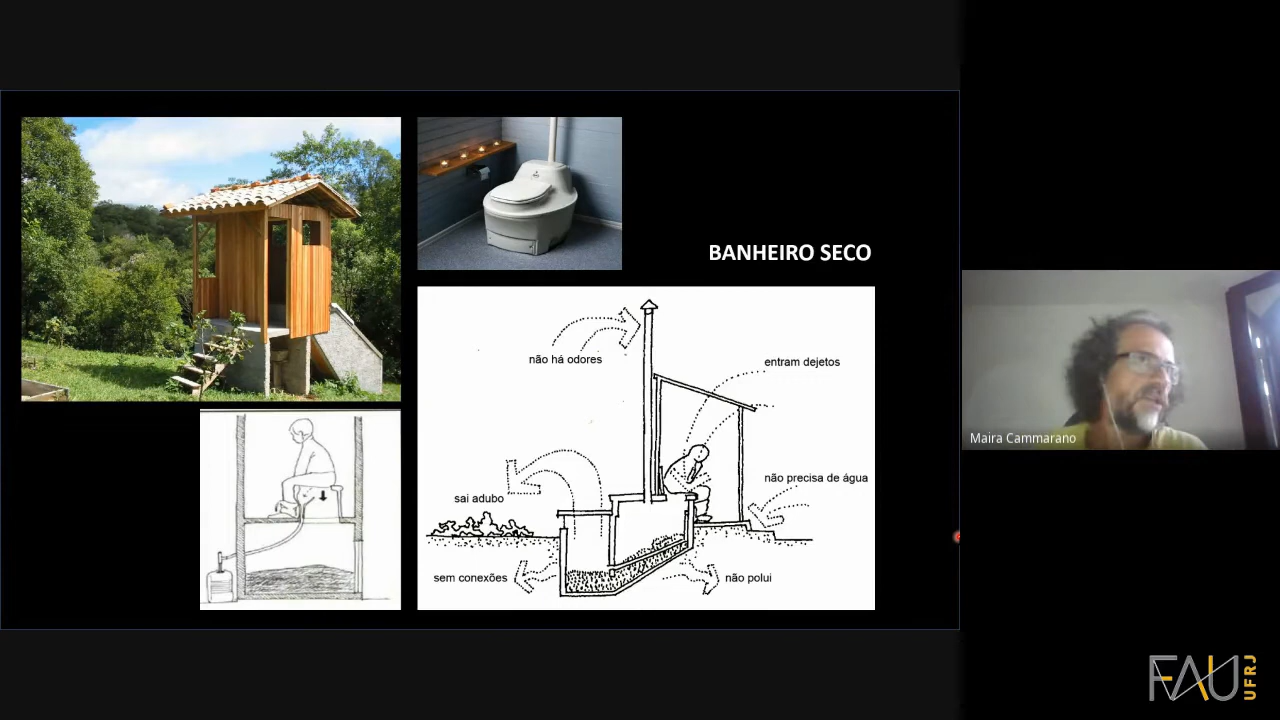 BANHEIRO SECO
não há odores
entram dejetos
sai adubo
não precisa de água
sem conexões
não polui
Maira Cammarano
FAU
UFRJ